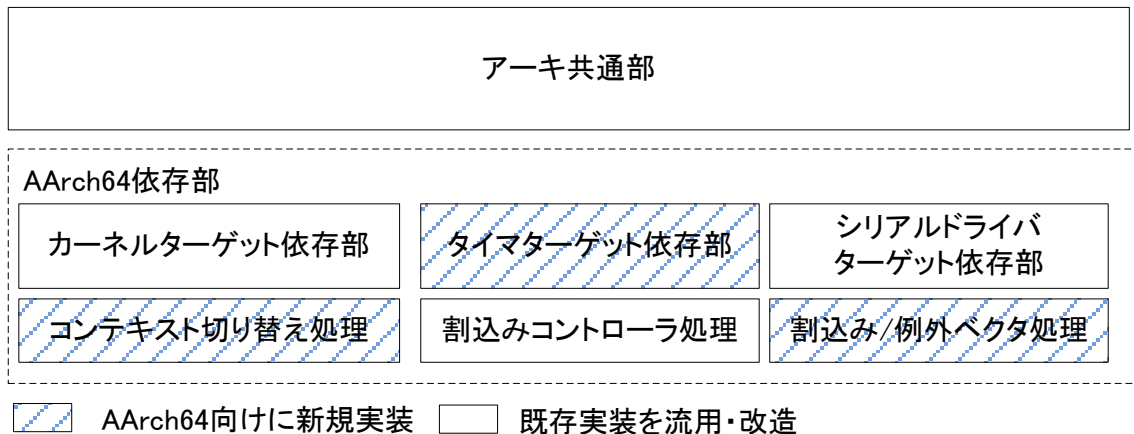 アーキ共通部
AArch64依存部
カーネルターゲット依存部
タイマターゲット依存部
シリアルドライバ
ターゲット依存部
コンテキスト切り替え処理
割込みコントローラ処理
割込み/例外ベクタ処理
AArch64向けに新規実装
既存実装を流用・改造